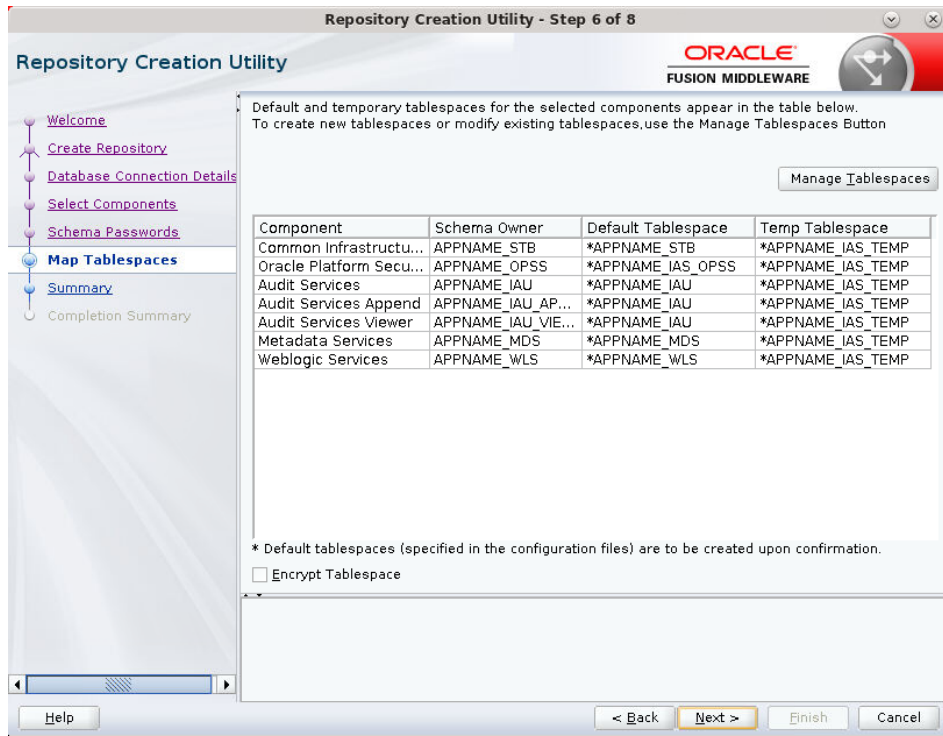 Repository Creation Utility - Step 6 of 8
Repository Creation Utility
ORACLE
FUSION MIDDLEWARE
Welcome
Create Repository
Database Connection Details
Select Components
Schema Passwords
Map Tablespaces
Summary
Completion Summary
Default and temporary tablespaces for the selected components appear in the table below.
To create new tablespaces or modify existing tablespaces,use the Manage Tablespaces Button
Manage Tablespaces
Component Schema Owner Default Tablespace Temp Tablespace
Common Infrastructu... APPNAME_STB *APPNAME_STB *APPNAME_IAS_TEMP
Oracle Platform Secu... APPNAME_OPSS *APPNAME_IAS_OPSS *APPNAME_IAS_TEMP
Audit Services APPNAME_IAU *APPNAME_IAU *APPNAME_IAS_TEMP
Audit Services Append APPNAME_IAU_AP... *APPNAME_IAU *APPNAME_IAS_TEMP
Audit Services Viewer APPNAME_IAU_VIE... *APPNAME_IAU *APPNAME_IAS_TEMP
Metadata Services APPNAME_MDS *APPNAME_MDS *APPNAME_IAS_TEMP
Weblogic Services APPNAME_WLS *APPNAME_WLS *APPNAME_IAS_TEMP
* Default tablespaces (specified in the configuration files) are to be created upon confirmation.
Encrypt Tablespace
Help
< Back
Next >
Finish
Cancel